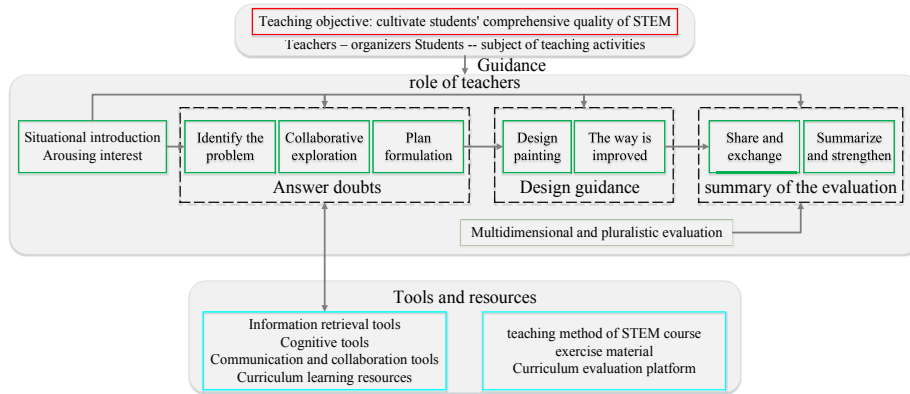 Teaching objective: cultivate students' comprehensive quality of STEM
Teachers – organizers Students -- subject of teaching activities
Guidance
role of teachers
Situational introduction
Arousing interest
Identify the
problem
Collaborative
exploration
Plan
formulation
Answer doubts
Design
painting
The way is
improved
Design guidance
Share and
exchange
Summarize
and strengthen
summary of the evaluation
Multidimensional and pluralistic evaluation
Tools and resources
Information retrieval tools
Cognitive tools
Communication and collaboration tools
Curriculum learning resources
teaching method of STEM course
exercise material
Curriculum evaluation platform